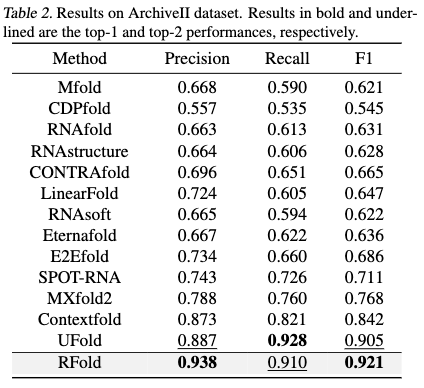 Table 2. Results on ArchiveII dataset. Results in bold and under-
lined are the top-1 and top-2 performances, respectively.
Method Precision Recall F1
Mfold 0.668 0.590 0.621
CDPfold 0.557 0.535 0.545
RNAfold 0.663 0.613 0.631
RNAstructure 0.664 0.606 0.628
CONTRAfold 0.696 0.651 0.665
LinearFold 0.724 0.605 0.647
RNAsoft 0.665 0.594 0.622
Eternafold 0.667 0.622 0.636
E2Efold 0.734 0.660 0.686
SPOT-RNA 0.743 0.726 0.711
MXfold2 0.788 0.760 0.768
Contextfold 0.873 0.821 0.842
UFold 0.887 0.928 0.905
RFold 0.938 0.910 0.921